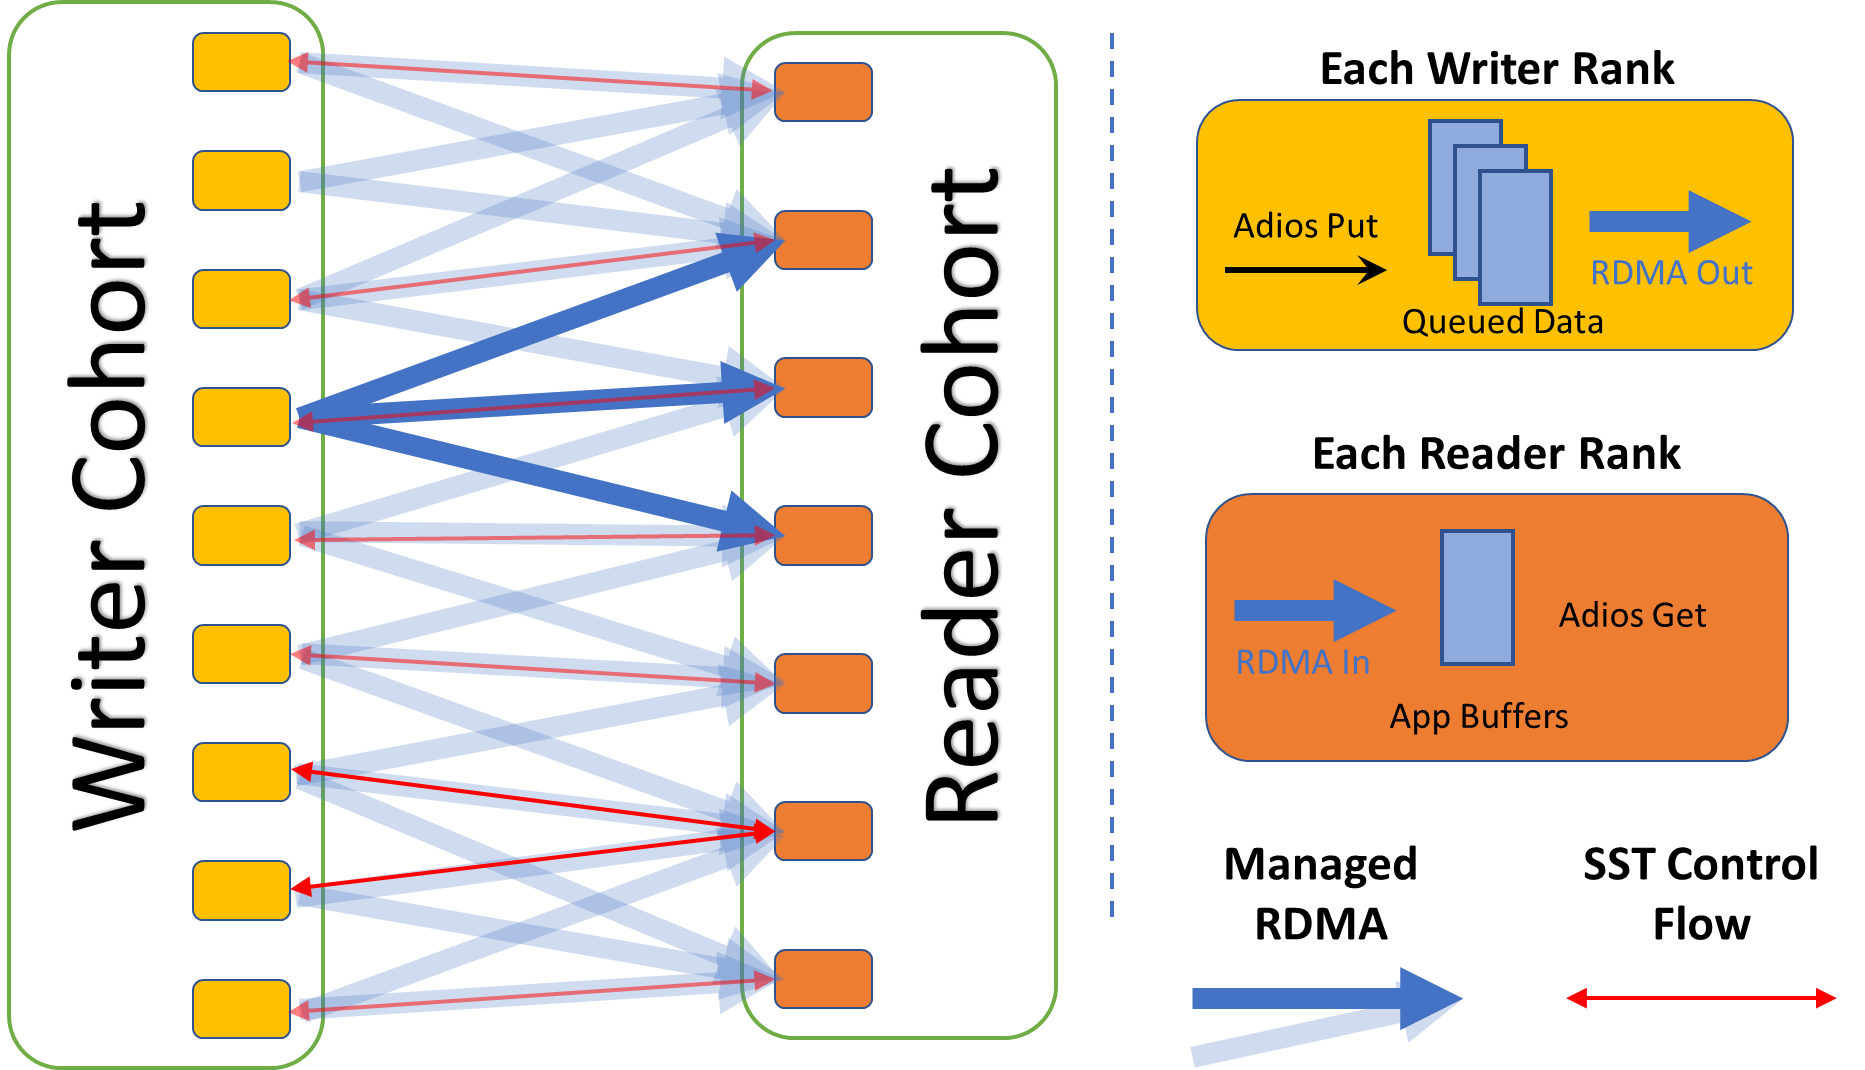 Writer Cohort
Reader Cohort
Each Writer Rank
Adios Put
Queued Data
RDMA Out
Each Reader Rank
RDMA In
Adios Get
App Buffers
Managed
RDMA
SST Control
Flow